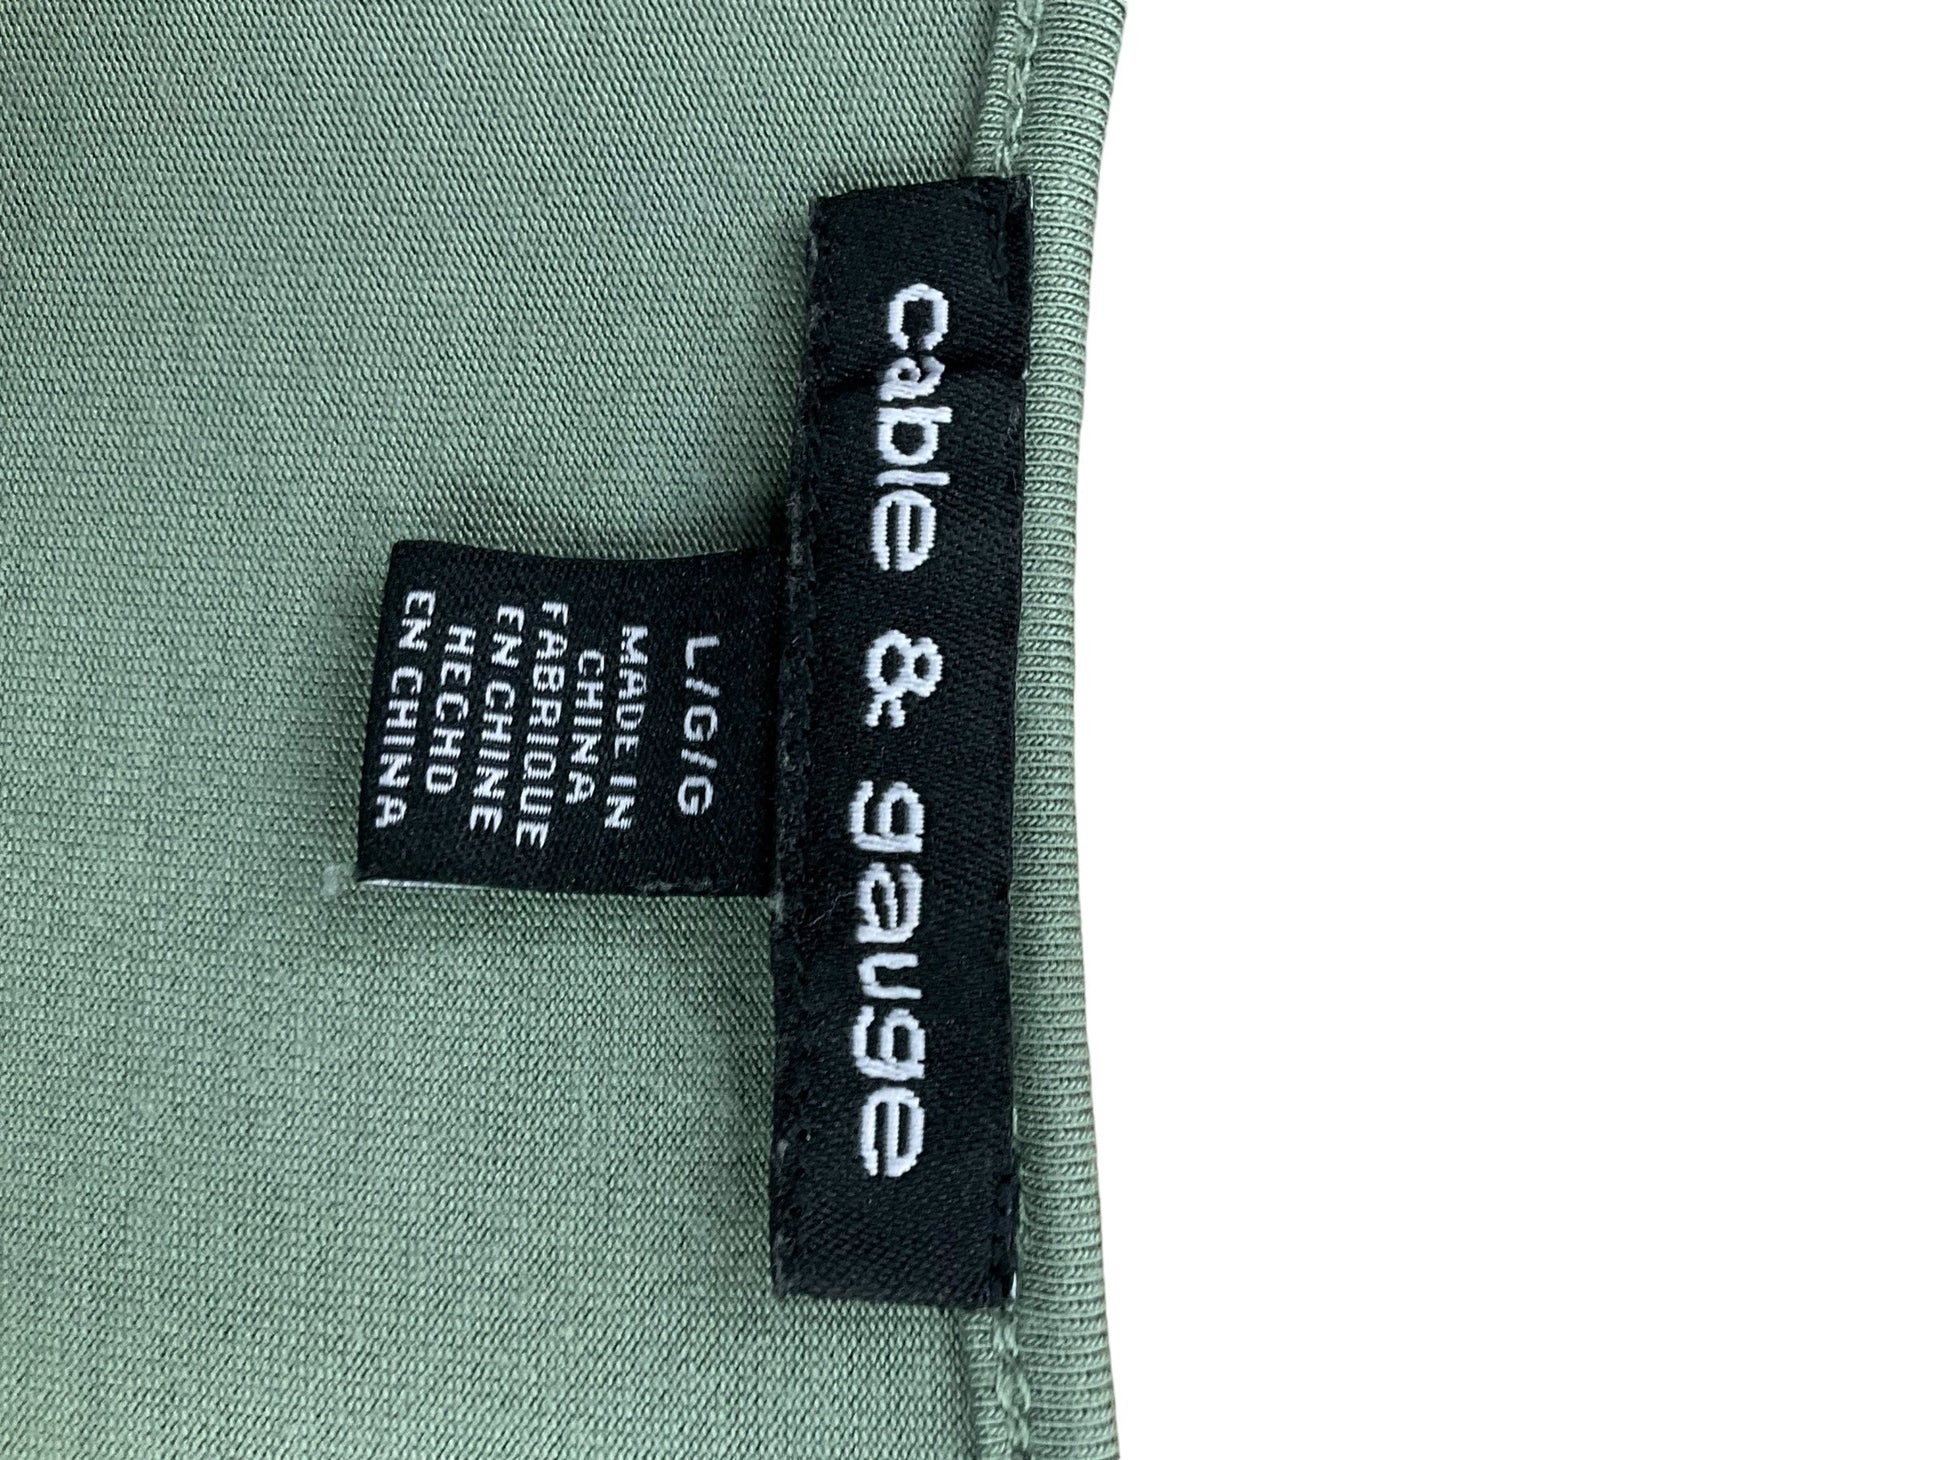 cable & gauge
L/G/G
MADE IN
CHINA
FABRIQUE
EN CHINE
HECHO
EN CHINA